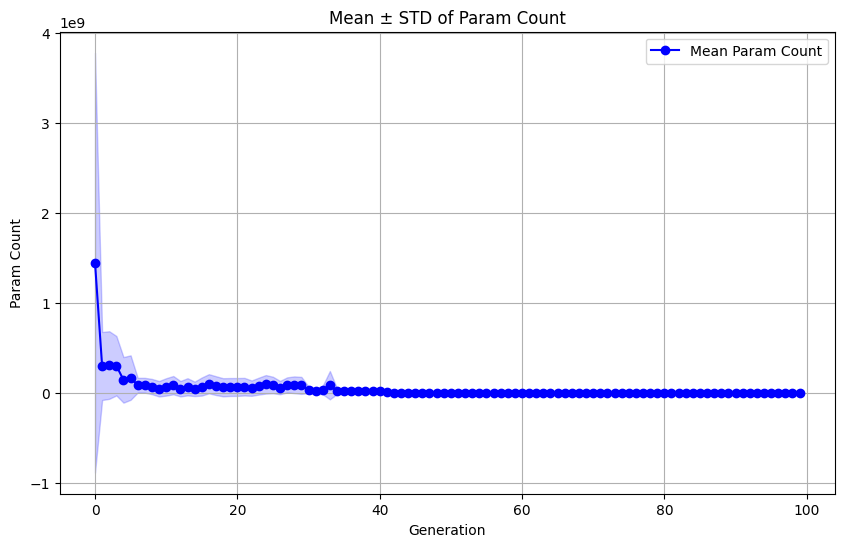 Mean ± STD of Param Count
1e9
Mean Param Count
4
3
2
1
0
−1
Param Count
0 20 40 60 80 100
Generation